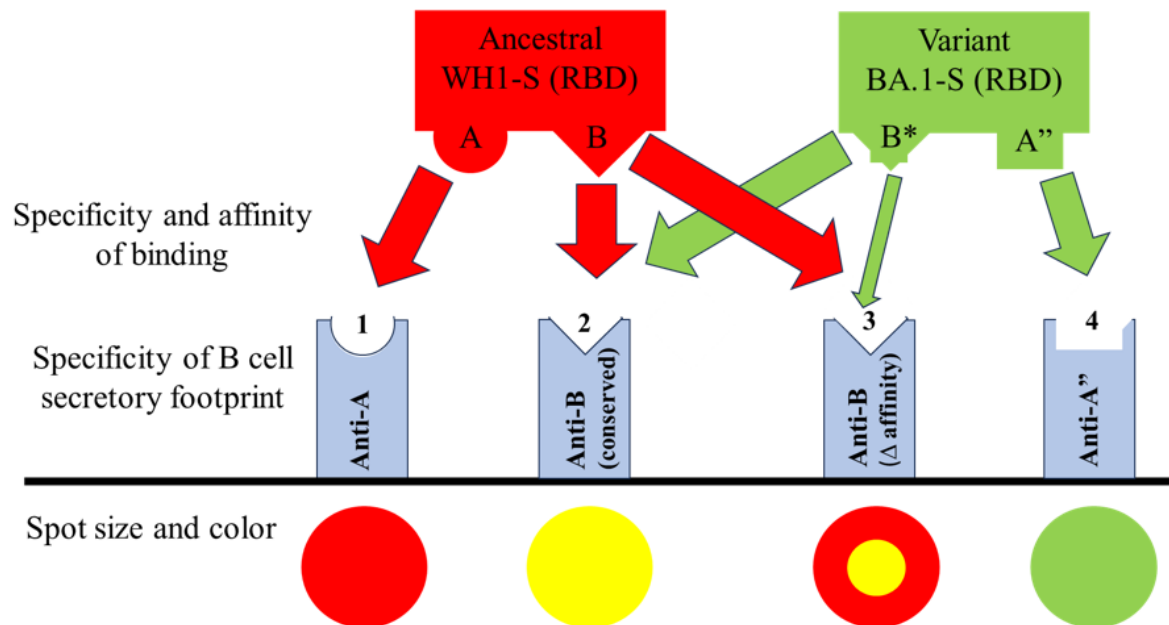 Ancestral
WH1-S (RBD)
Variant
BA.1-S (RBD)
A
B
B*
A”
Specificity and affinity
of binding
1
2
3
4
Specificity of B cell
secretory footprint
Anti-A
Anti-B
(conserved)
Anti-B
(Δ affinity)
Anti-A”
Spot size and color